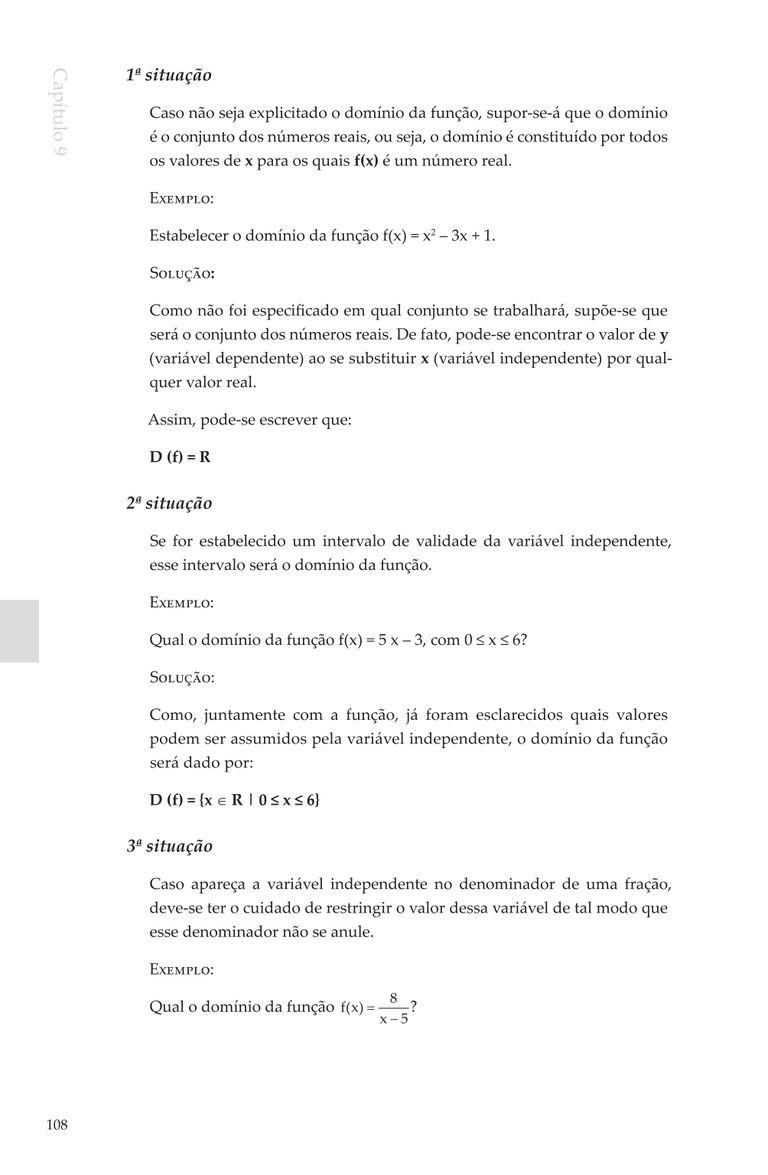 Capítulo 9
1ª situação
Caso não seja explicitado o domínio da função, supor-se-á que o domínio
é o conjunto dos números reais, ou seja, o domínio é constituído por todos
os valores de x para os quais f(x) é um número real.
Exemplo:
Estabelecer o domínio da função f(x) = x² – 3x + 1.
Solução:
Como não foi especificado em qual conjunto se trabalhará, supõe-se que
será o conjunto dos números reais. De fato, pode-se encontrar o valor de y
(variável dependente) ao se substituir x (variável independente) por qual-
quer valor real.
Assim, pode-se escrever que:
D (f) = R
2ª situação
Se for estabelecido um intervalo de validade da variável independente,
esse intervalo será o domínio da função.
Exemplo:
Qual o domínio da função f(x) = 5 x – 3, com 0 ≤ x ≤ 6?
Solução:
Como, juntamente com a função, já foram esclarecidos quais valores
podem ser assumidos pela variável independente, o domínio da função
será dado por:
D (f) = {x ∈ R | 0 ≤ x ≤ 6}
3ª situação
Caso apareça a variável independente no denominador de uma fração,
deve-se ter o cuidado de restringir o valor dessa variável de tal modo que
esse denominador não se anule.
Exemplo:
Qual o domínio da função f(x) = 8 / (x – 5)?
108